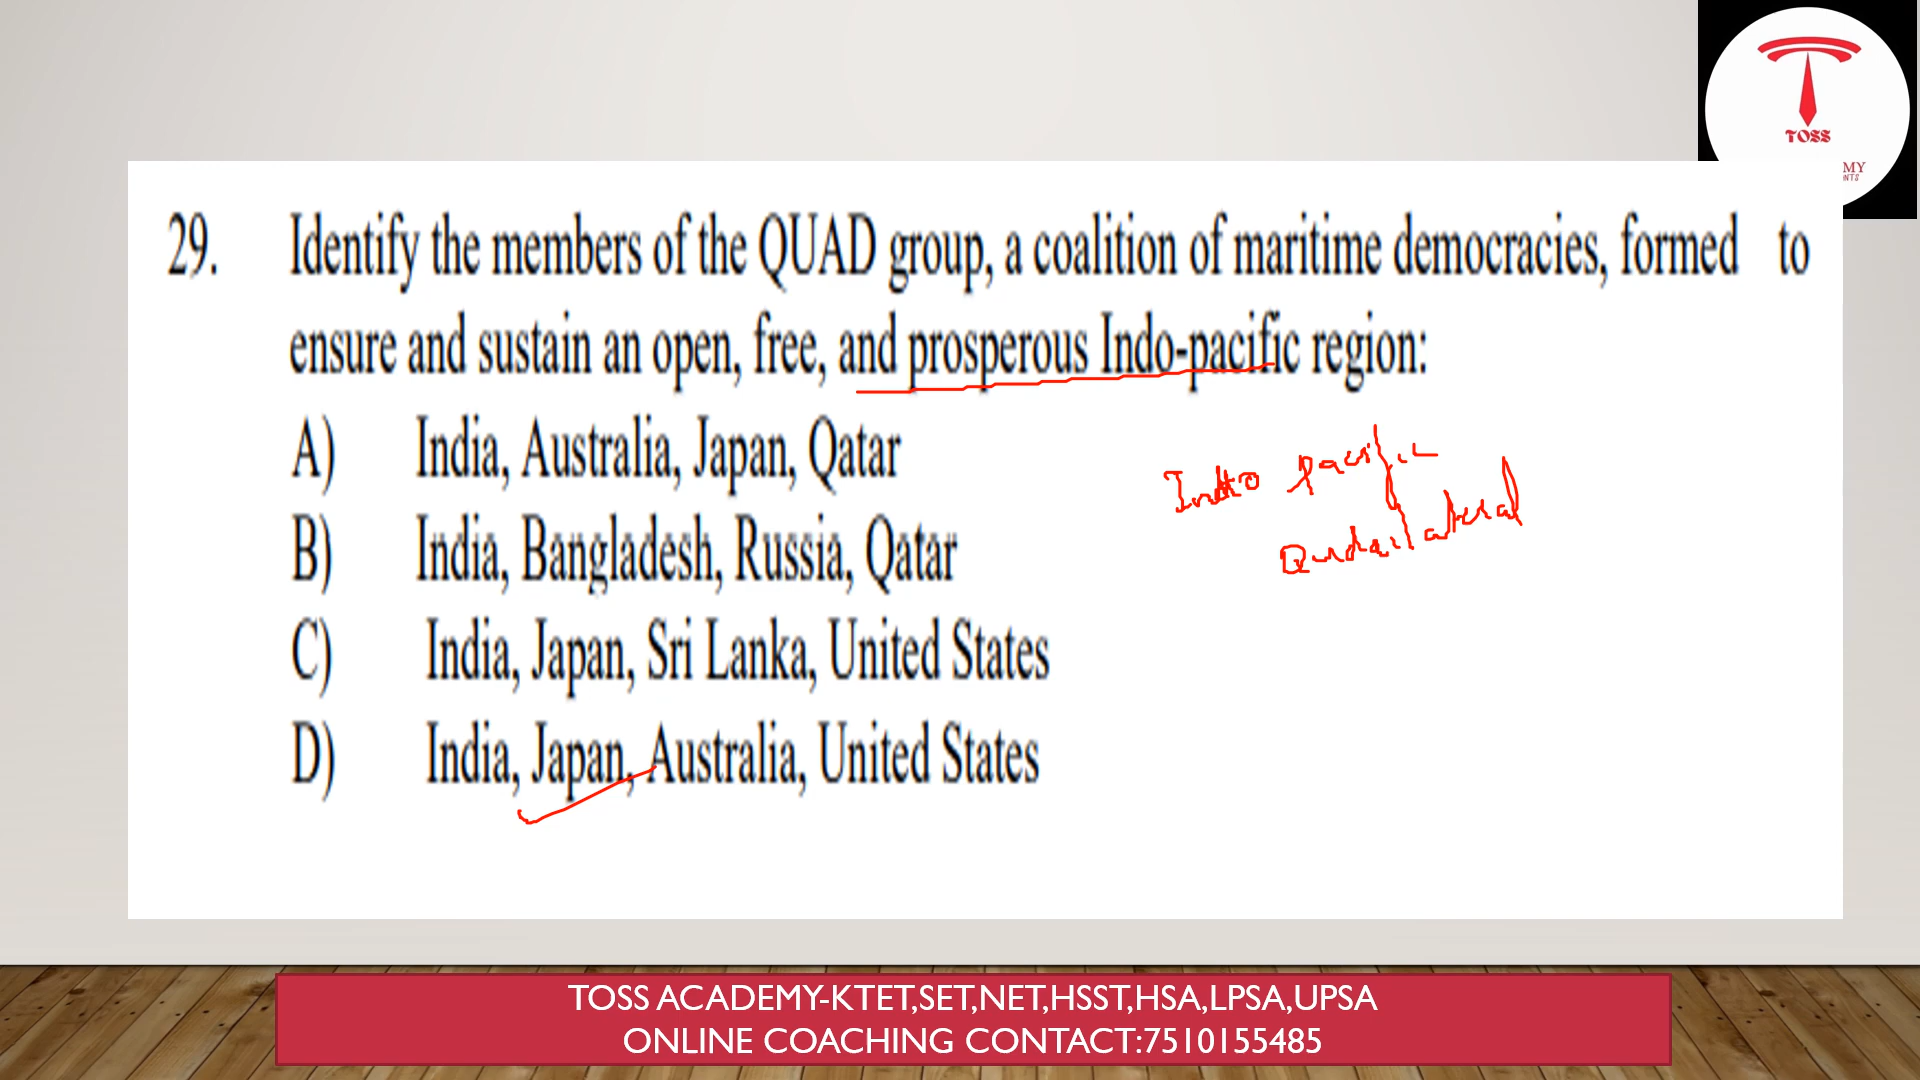 TOSS
MY
NTS
29. Identify the members of the QUAD group, a coalition of maritime democracies, formed to
ensure and sustain an open, free, and prosperous Indo-pacific region:
A) India, Australia, Japan, Qatar
B) India, Bangladesh, Russia, Qatar
C) India, Japan, Sri Lanka, United States
D) India, Japan, Australia, United States
Indo pacific
TOSS ACADEMY-KTET,SET,NET,HSST,HSA,LPSA,UPSA
ONLINE COACHING CONTACT:7510155485